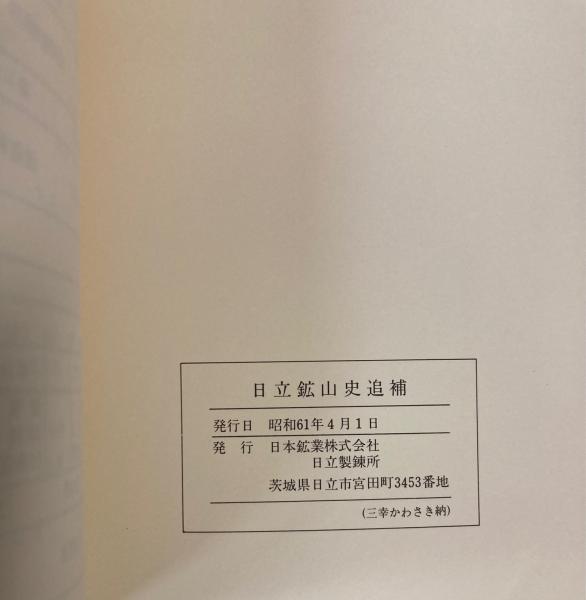 日立鉱山史追補
発行日 昭和61年4月1日
発 行 日本鉱業株式会社
日立製錬所
茨城県日立市宮田町3453番地
(三幸かわさき納)